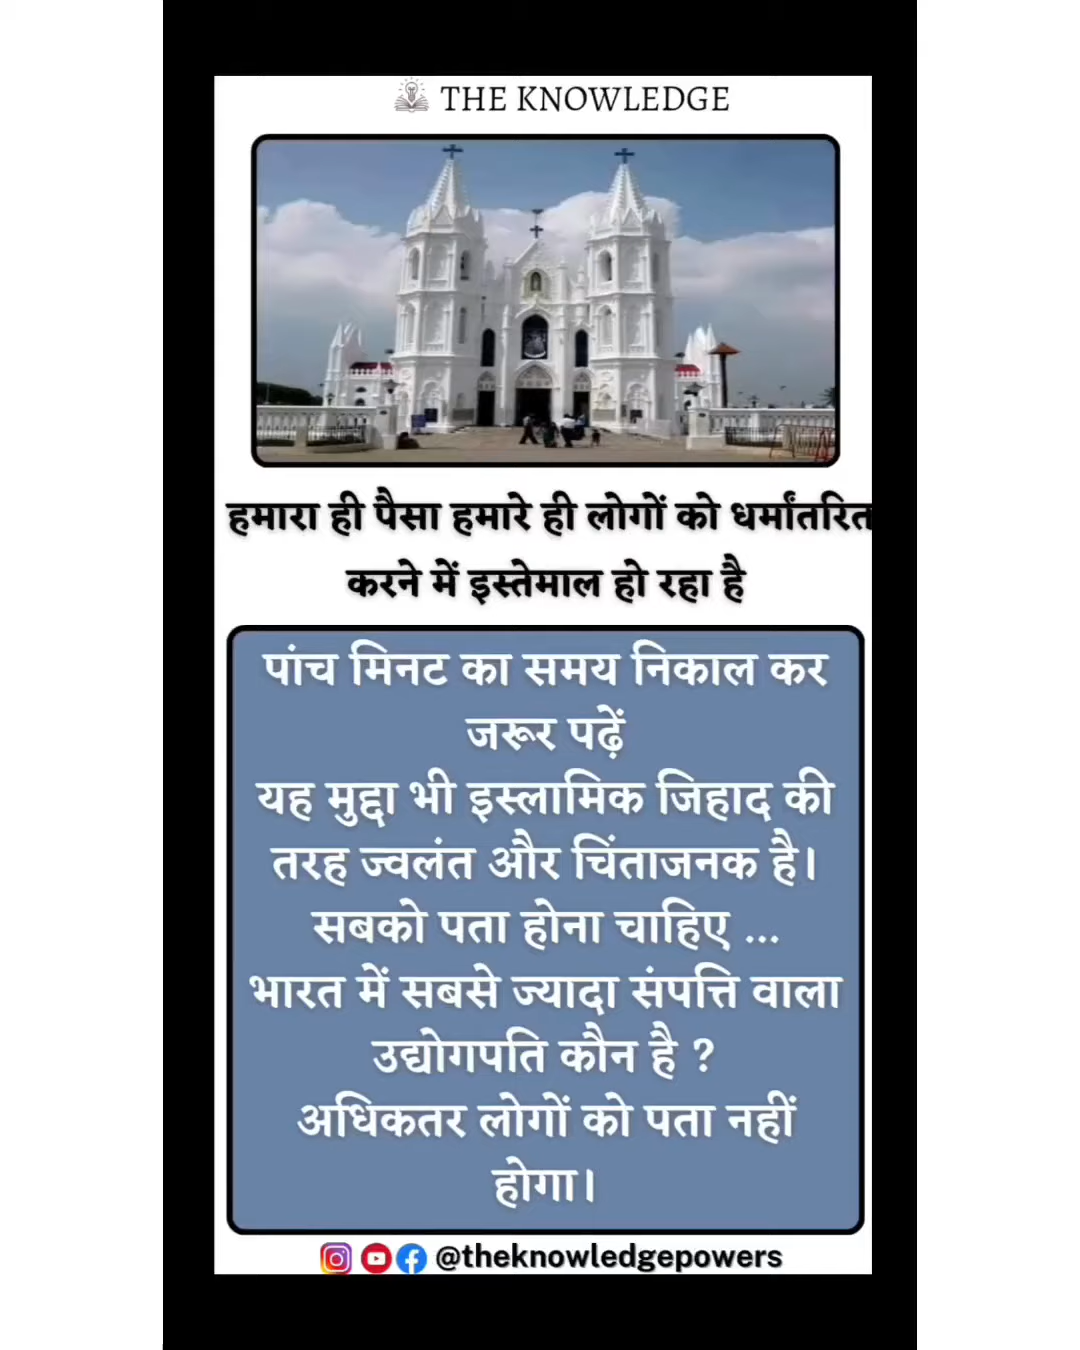 THE KNOWLEDGE
हमारा ही पैसा हमारे ही लोगों को धर्मांतरित
करने में इस्तेमाल हो रहा है
पांच मिनट का समय निकाल कर
जरूर पढ़ें
यह मुद्दा भी इस्लामिक जिहाद की
तरह ज्वलंत और चिंताजनक है।
सबको पता होना चाहिए ...
भारत में सबसे ज्यादा संपत्ति वाला
उद्योगपति कौन है ?
अधिकतर लोगों को पता नहीं
होगा।
@theknowledgepowers